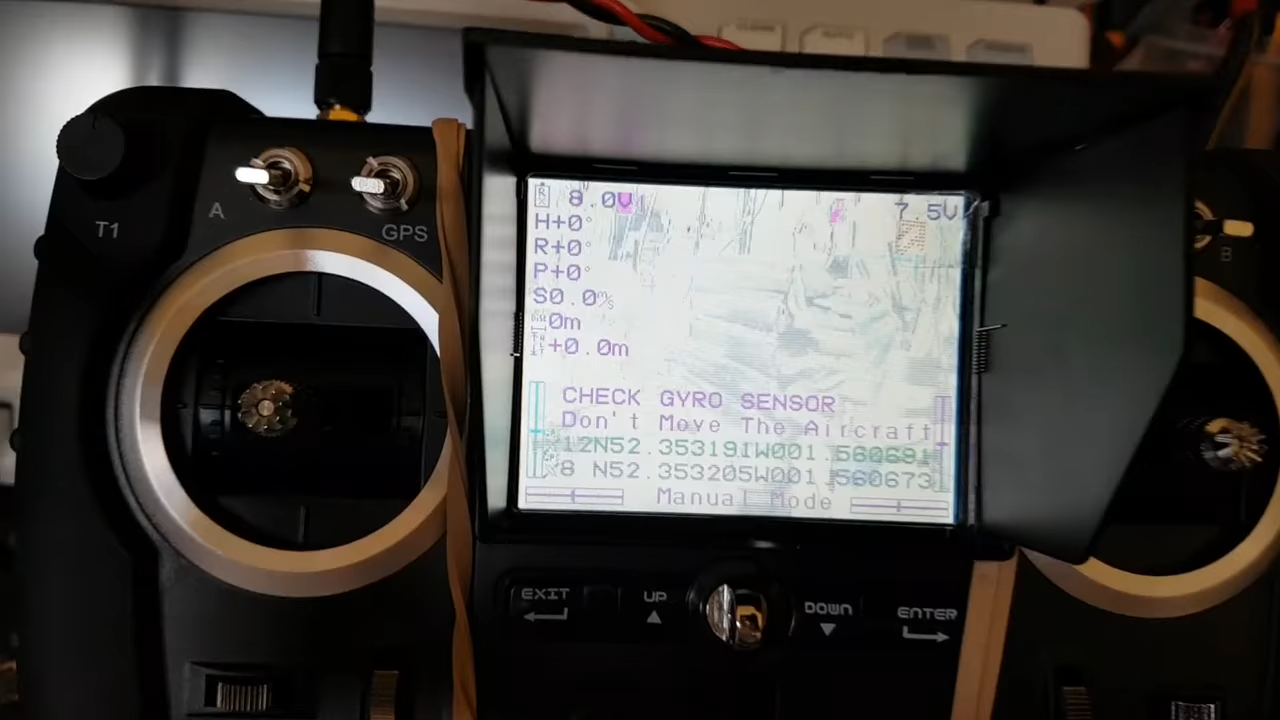 T1
A
GPS
B
8.0V
7.5V
H+0°
R+0°
P+0°
S0.0m/s
0m
+0.0m
CHECK GYRO SENSOR
Don't Move The Aircraft
12N52.353191W001.560691
8 N52.353205W001.560673
Manual Mode
EXIT
UP
DOWN
ENTER